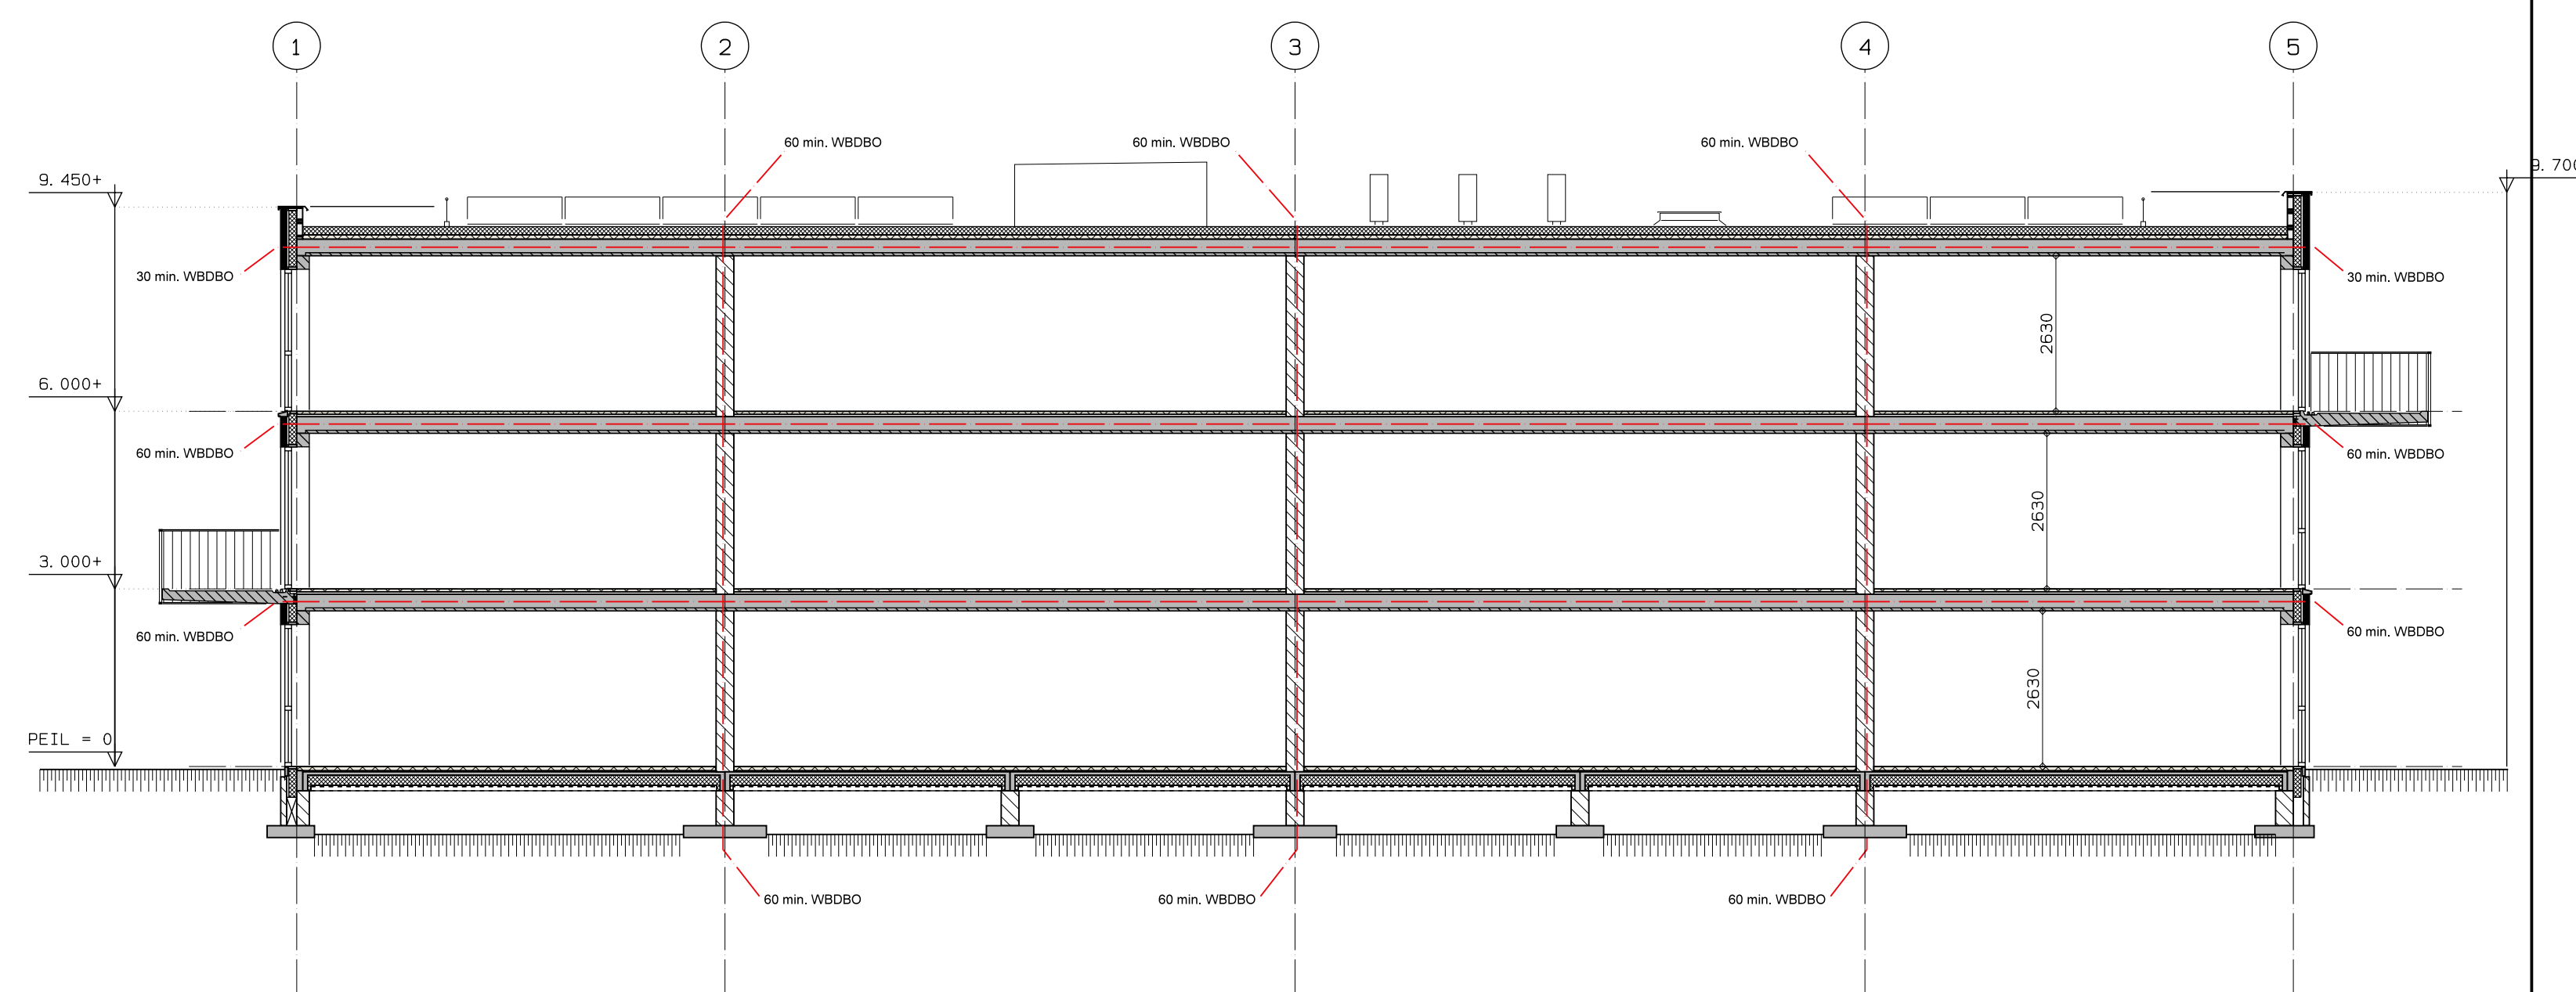 1
2
3
4
5
60 min. WBDBO
60 min. WBDBO
60 min. WBDBO
9. 450+
9. 700
30 min. WBDBO
30 min. WBDBO
2630
6. 000+
60 min. WBDBO
60 min. WBDBO
2630
3. 000+
60 min. WBDBO
60 min. WBDBO
2630
PEIL = 0
60 min. WBDBO
60 min. WBDBO
60 min. WBDBO